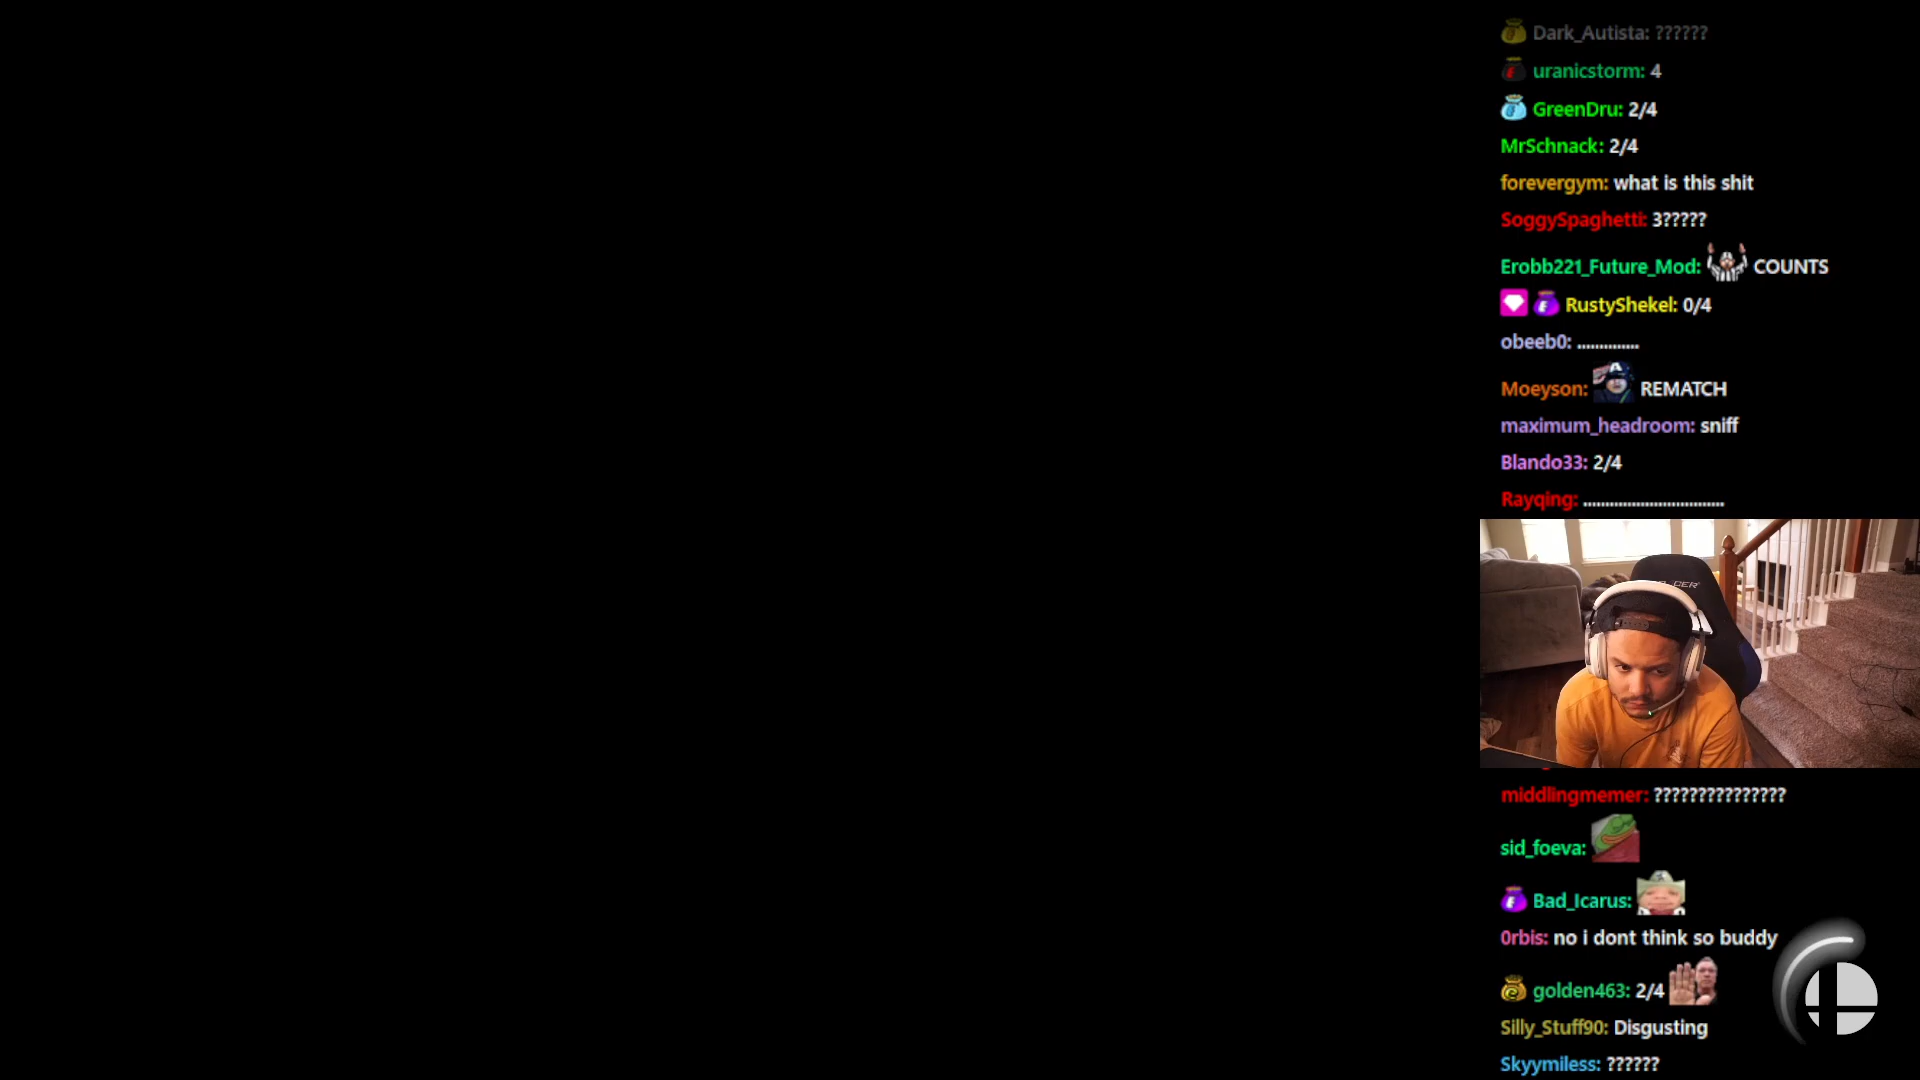 Dark_Autista: ??????
uranicstorm: 4
GreenDru: 2/4
MrSchnack: 2/4
forevergym: what is this shit
SoggySpaghetti: 3?????
Erobb221_Future_Mod: COUNTS
RustyShekel: 0/4
obeeb0: ..............
Moeyson: REMATCH
maximum_headroom: sniff
Blando33: 2/4
Rayqing: ................................
middlingmemer: ???????????????
sid_foeva:
Bad_Icarus:
0rbis: no i dont think so buddy
golden463: 2/4
Silly_Stuff90: Disgusting
Skyymiless: ??????